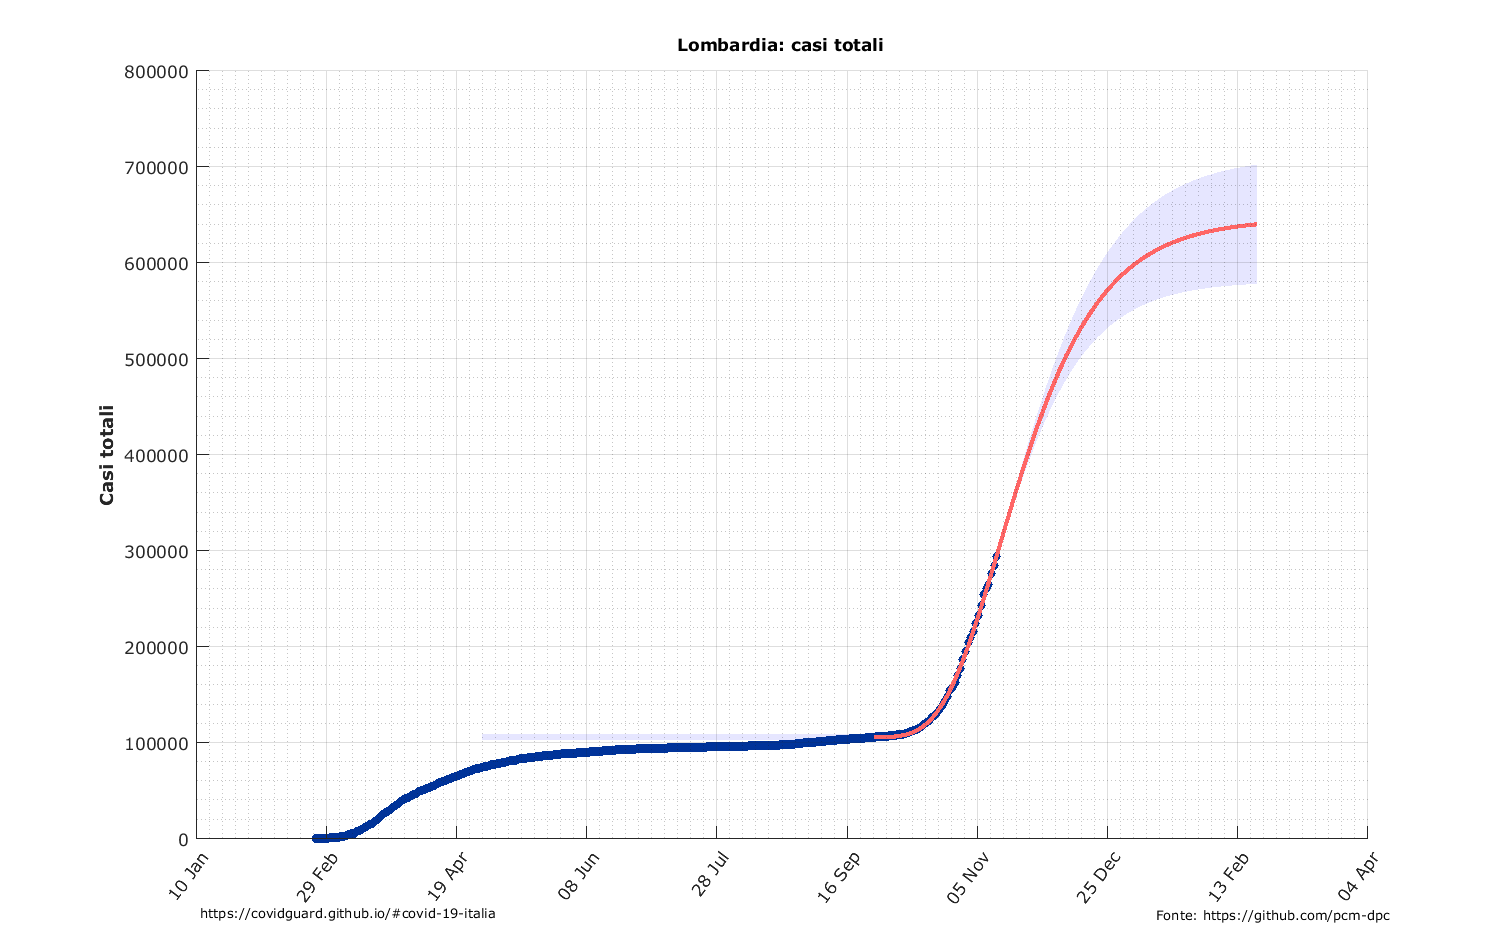 Lombardia: casi totali
Casi totali
800000
700000
600000
500000
400000
300000
200000
100000
0
10 Jan
29 Feb
19 Apr
08 Jun
28 Jul
16 Sep
05 Nov
25 Dec
13 Feb
04 Apr
https://covidguard.github.io/#covid-19-italia
Fonte: https://github.com/pcm-dpc